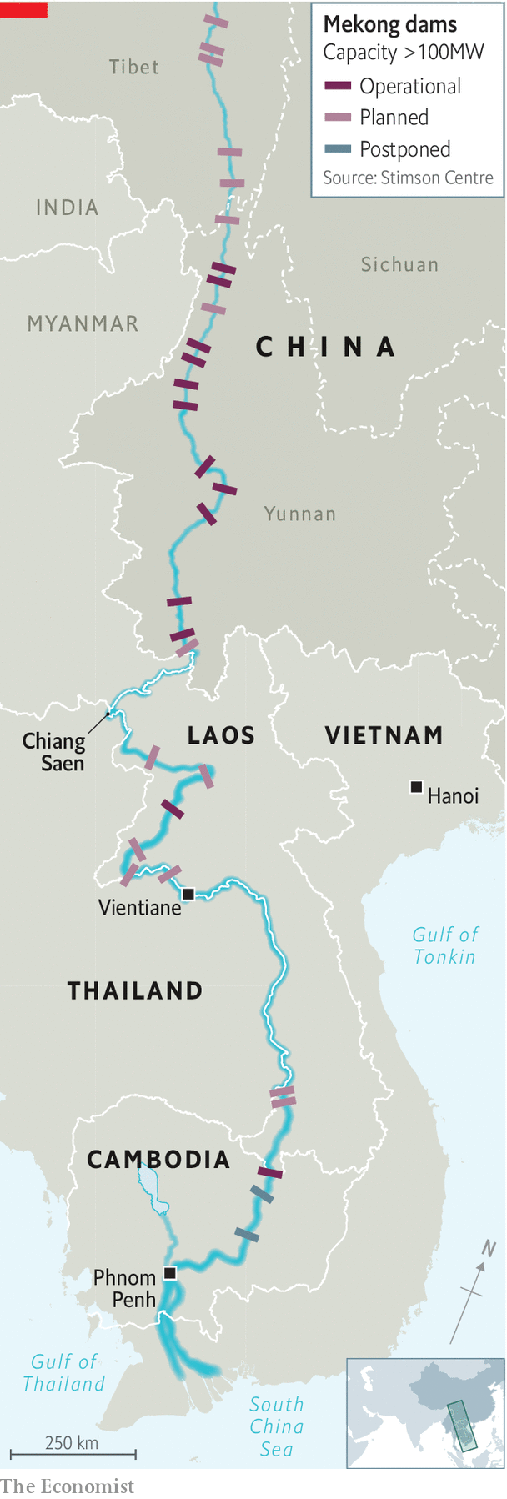 Mekong dams
Capacity >100MW
Operational
Planned
Postponed
Source: Stimson Centre
Tibet
INDIA
Sichuan
MYANMAR
CHINA
Yunnan
Chiang
Saen
LAOS
VIETNAM
Hanoi
Vientiane
Gulf of
Tonkin
THAILAND
CAMBODIA
N
Phnom
Penh
Gulf of
Thailand
South
China
Sea
250 km
The Economist